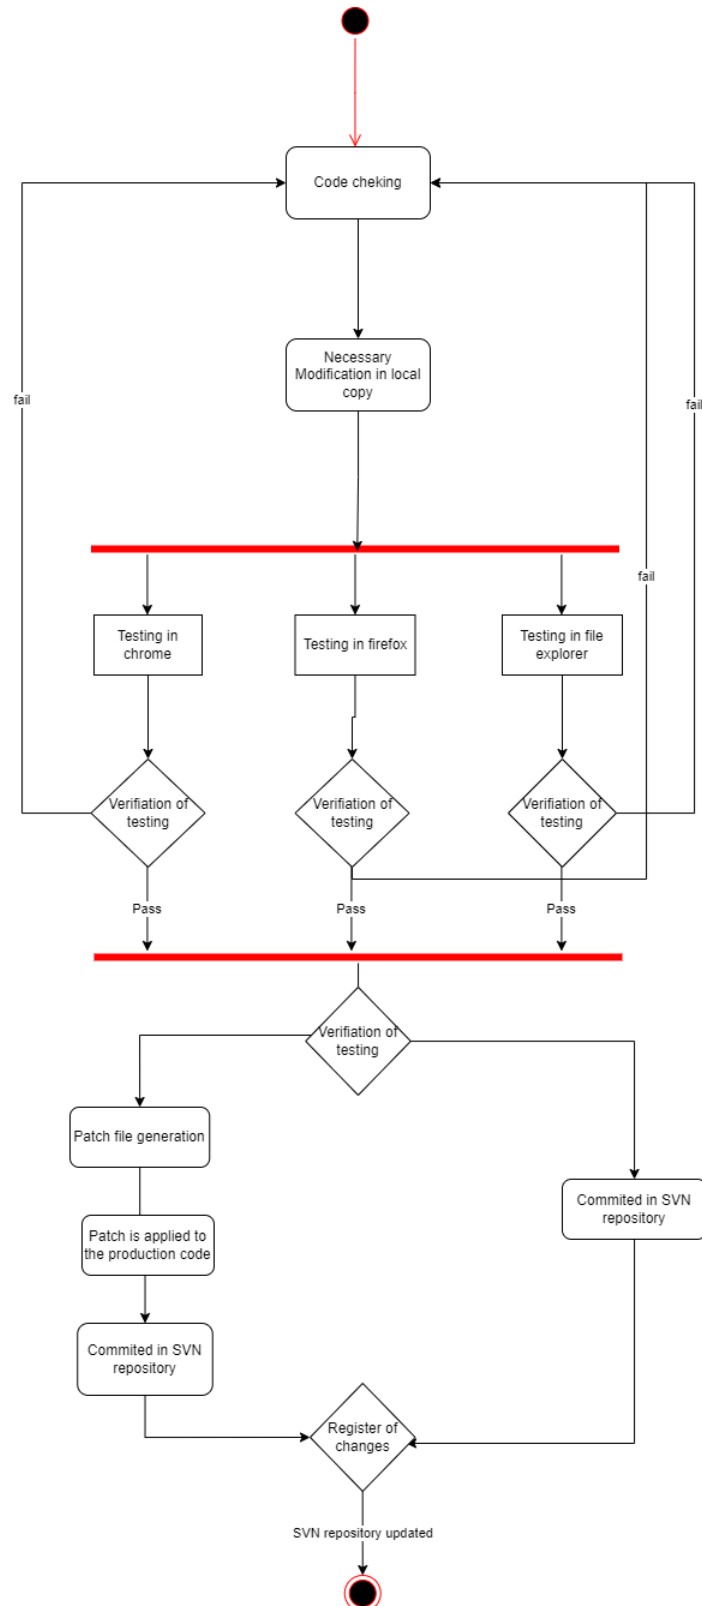 Code cheking
Necessary
Modification in local
copy
fail
fail
fail
Testing in
chrome
Testing in firefox
Testing in file
explorer
Verifiation of
testing
Verifiation of
testing
Verifiation of
testing
Pass
Pass
Pass
Verifiation of
testing
Patch file generation
Commited in SVN
repository
Patch is applied to
the production code
Commited in SVN
repository
Register of
changes
SVN repository updated